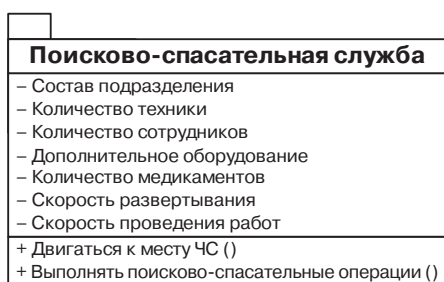 Поисково-спасательная служба
– Состав подразделения
– Количество техники
– Количество сотрудников
– Дополнительное оборудование
– Количество медикаментов
– Скорость развертывания
– Скорость проведения работ
+ Двигаться к месту ЧС ()
+ Выполнять поисково-спасательные операции ()